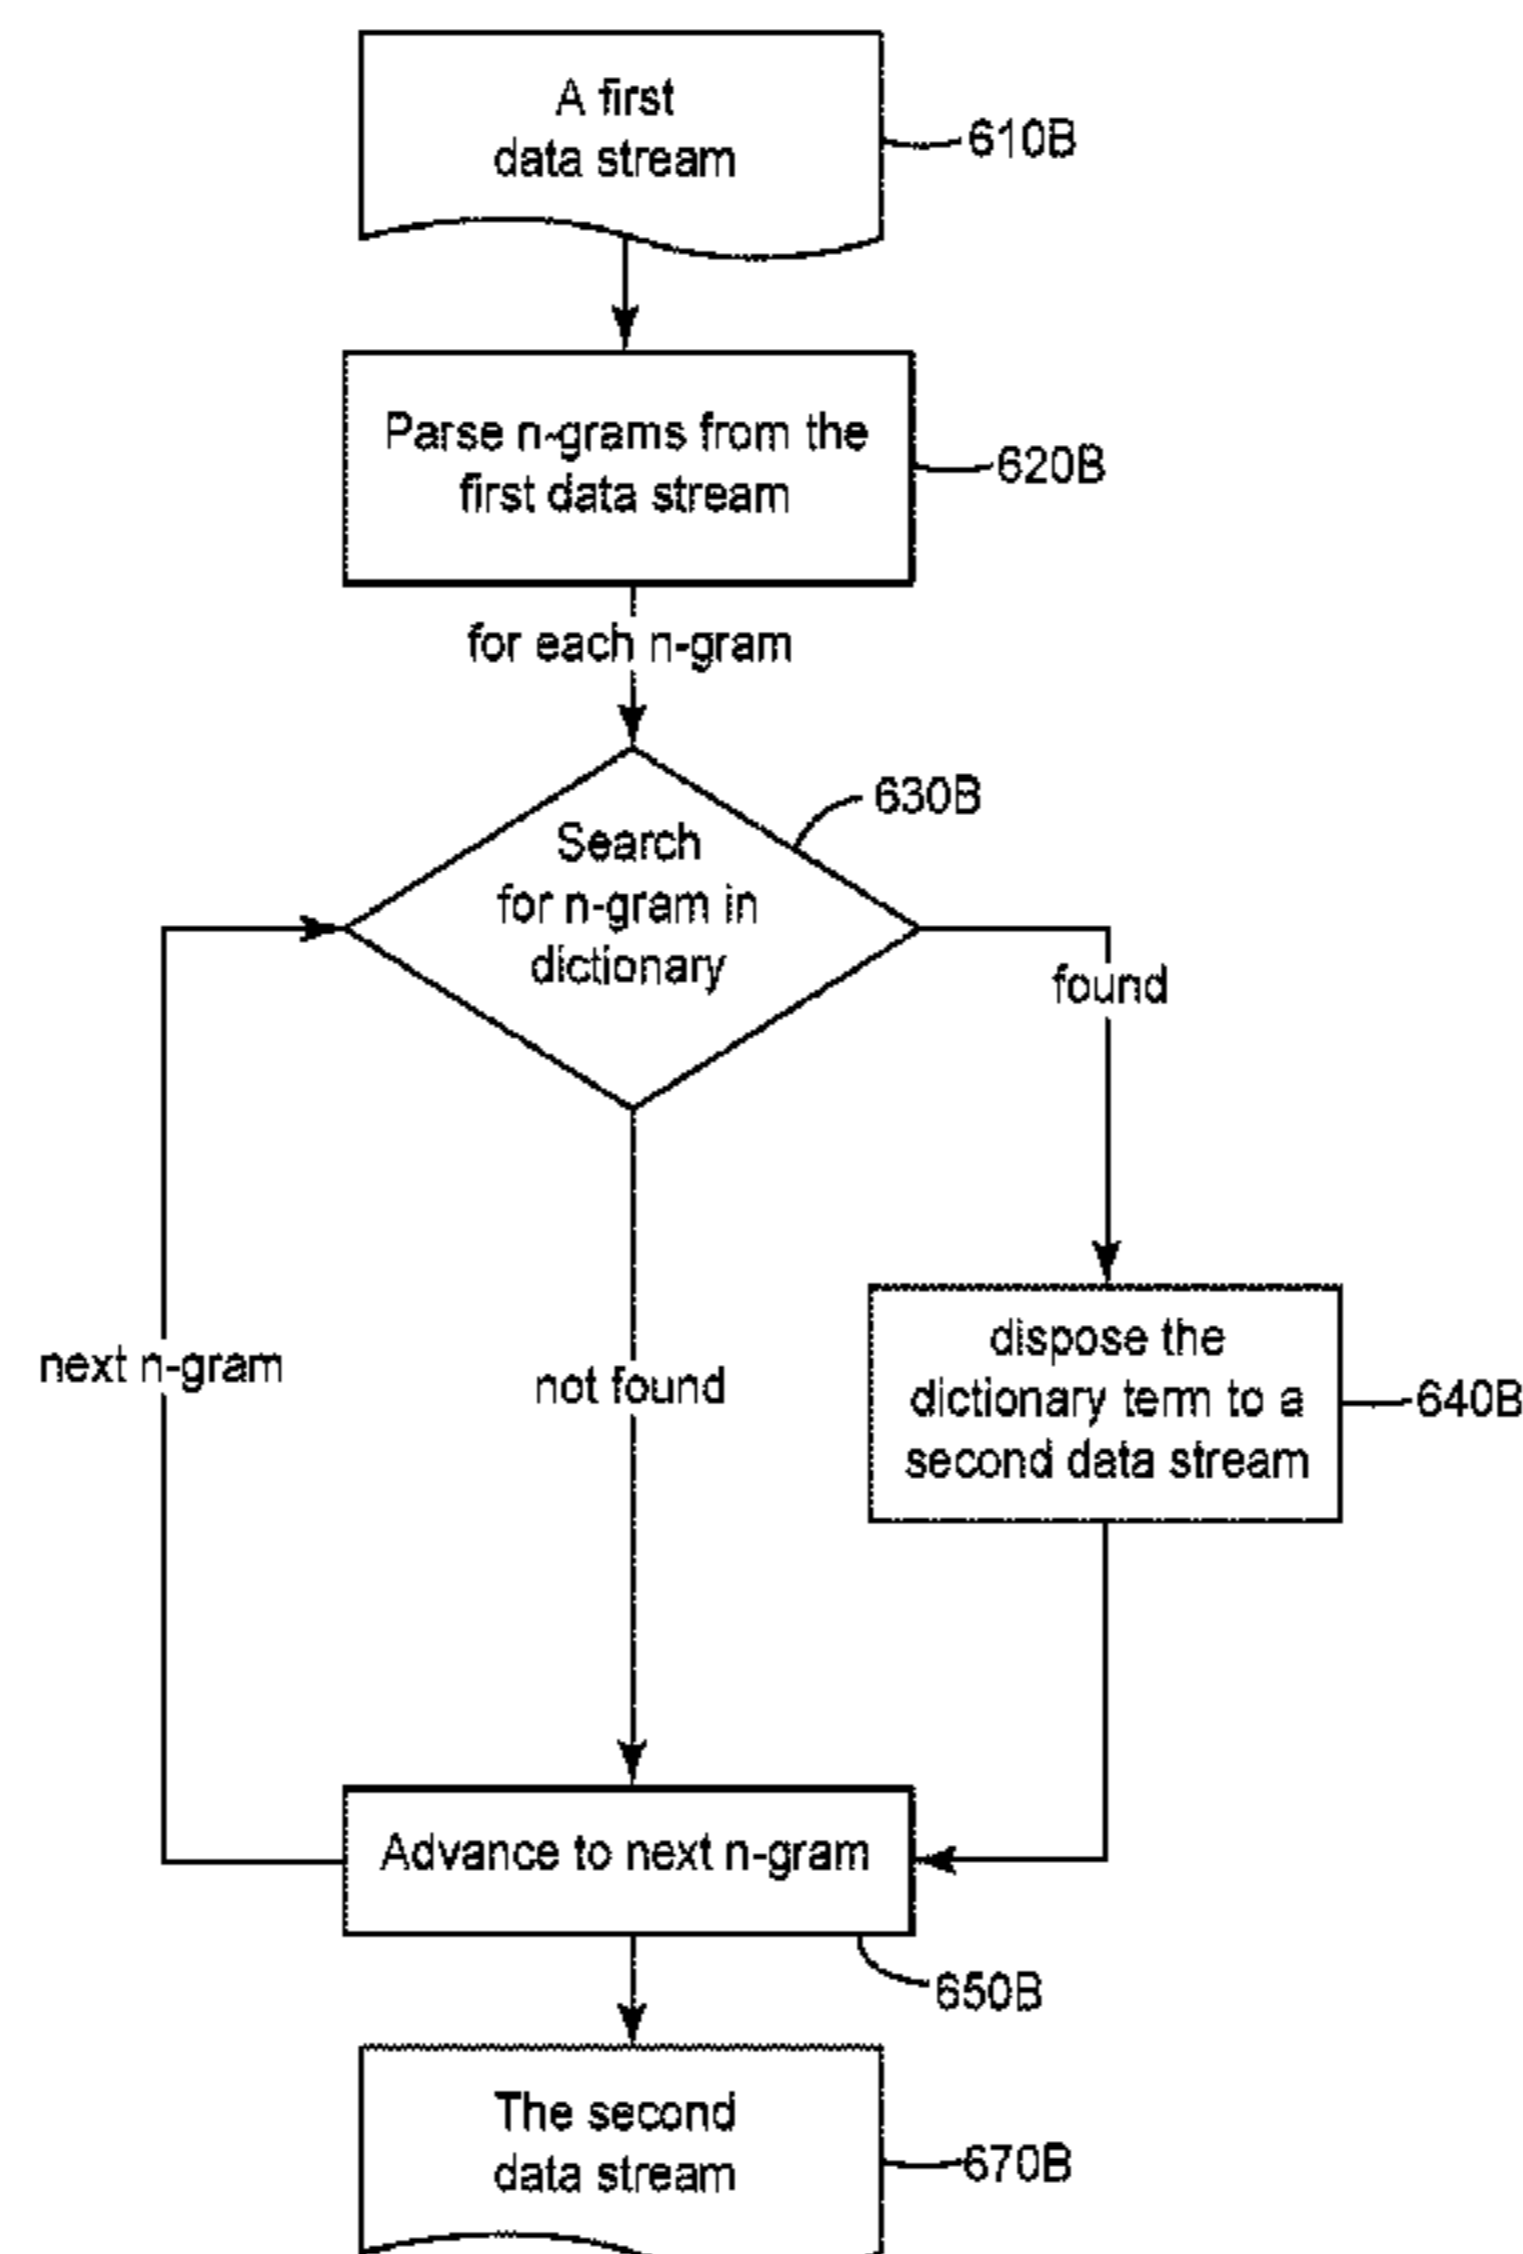 A first
data stream
610B
Parse n-grams from the
first data stream
620B
for each n-gram
630B
Search
for n-gram in
dictionary
found
dispose the
dictionary term to a
second data stream
640B
next n-gram
not found
Advance to next n-gram
650B
The second
data stream
670B